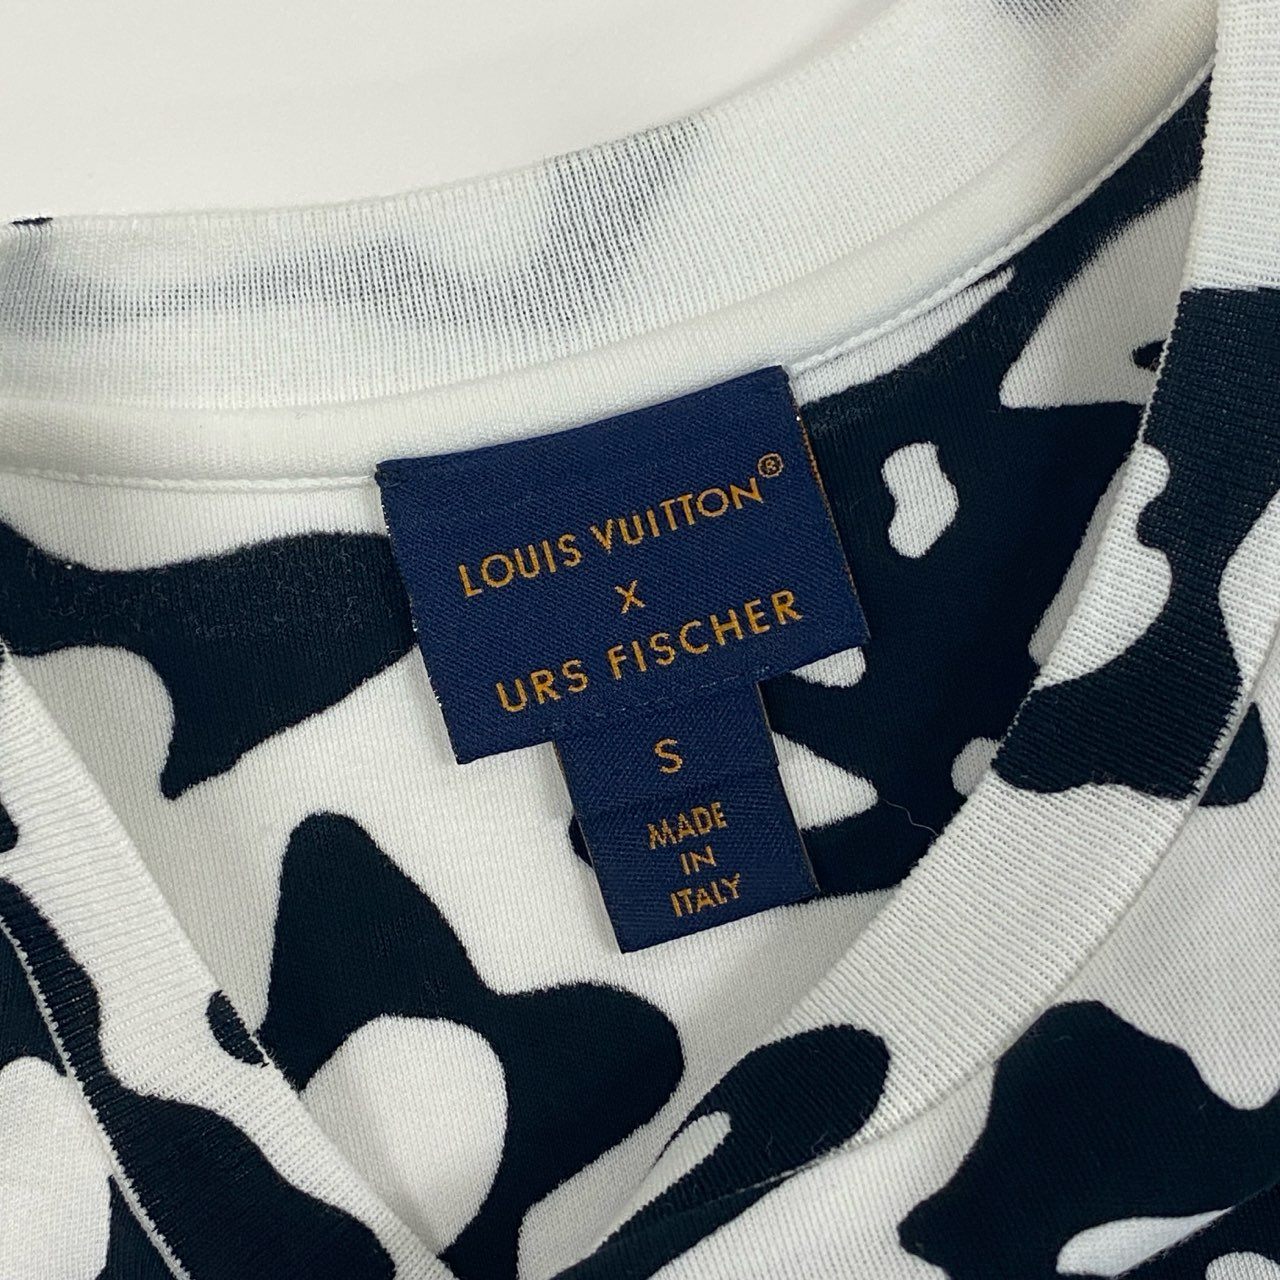 LOUIS VUITTON®
X
URS FISCHER
S
MADE
IN
ITALY